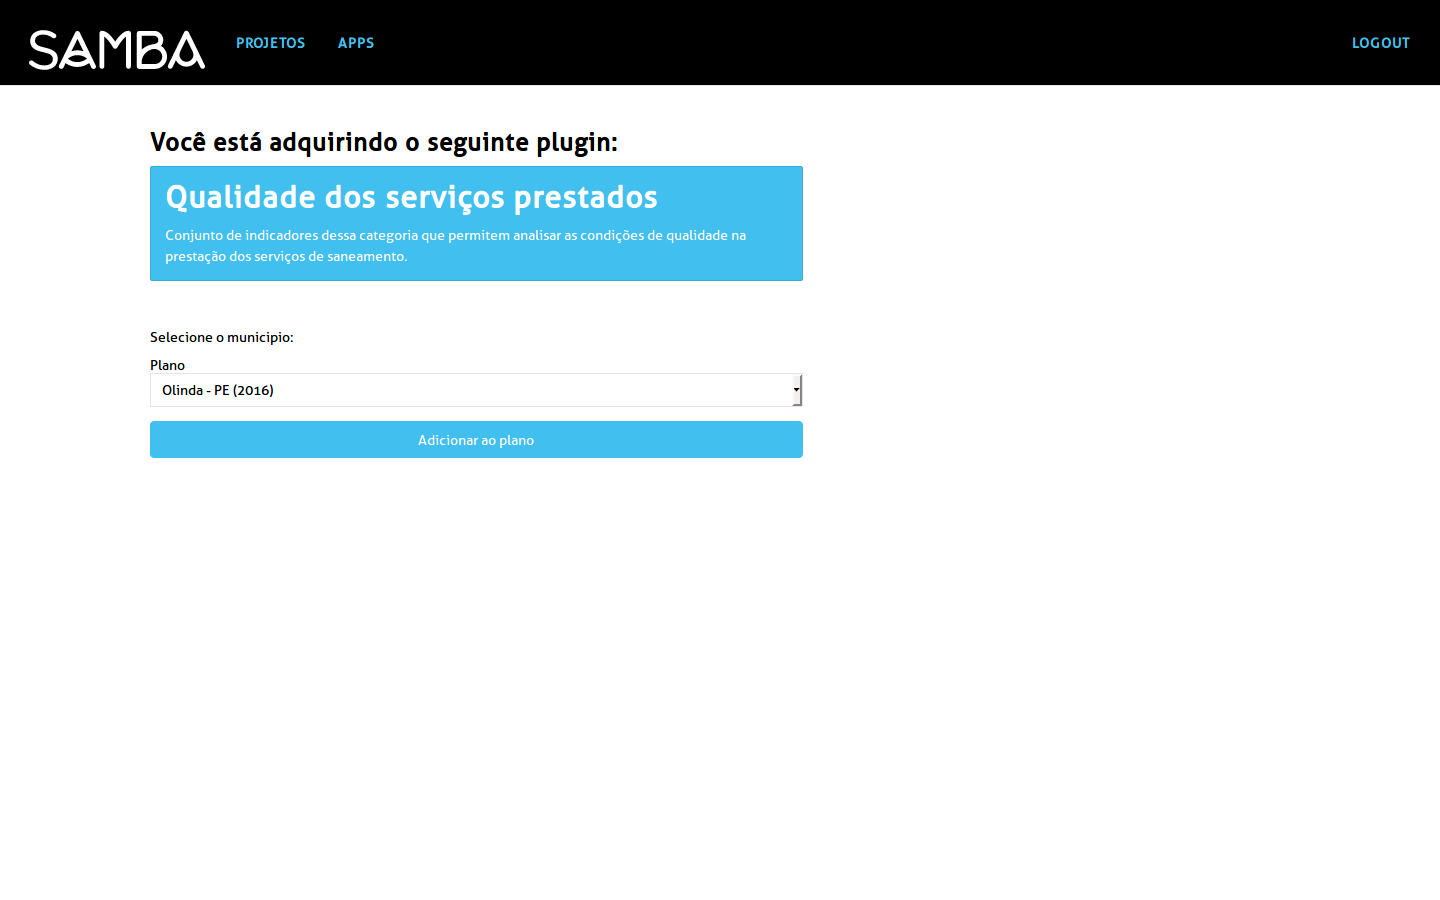 SAMBA PROJETOS APPS LOGOUT
Você está adquirindo o seguinte plugin:
Qualidade dos serviços prestados
Conjunto de indicadores dessa categoria que permitem analisar as condições de qualidade na
prestação dos serviços de saneamento.
Selecione o municipio:
Plano
Olinda - PE (2016)
Adicionar ao plano